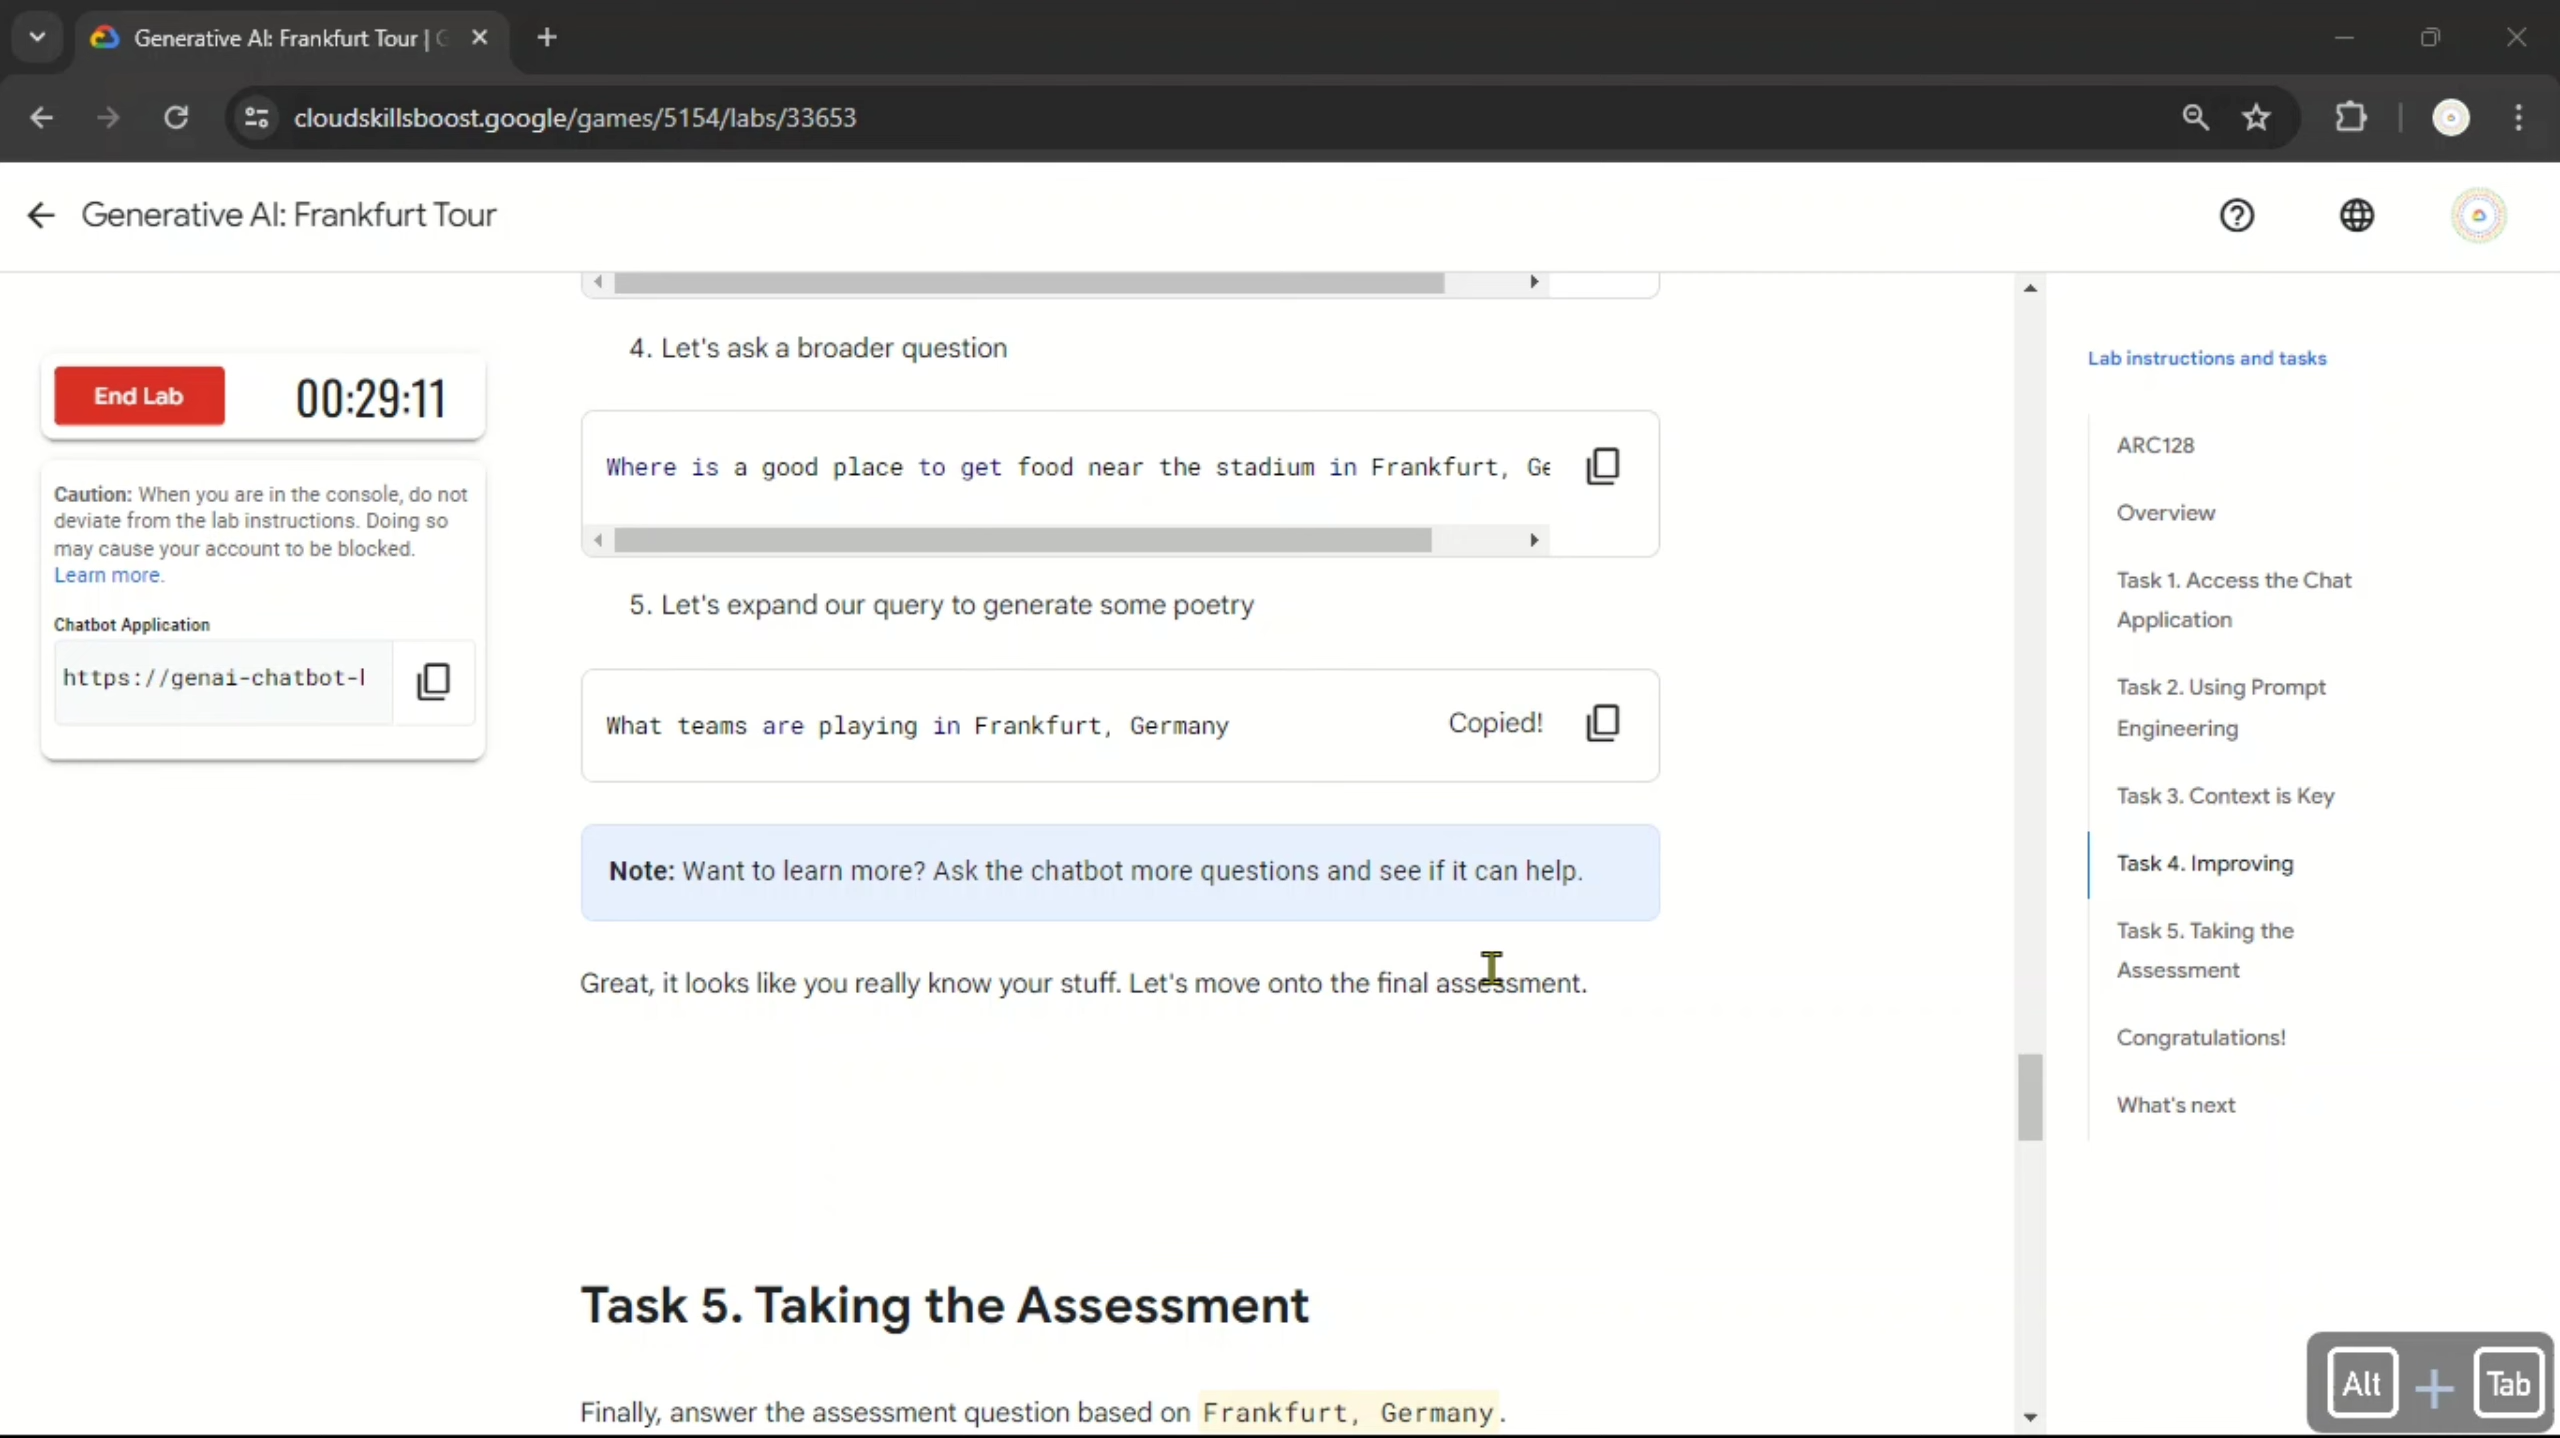 Generative AI: Frankfurt Tour | G
cloudskillsboost.google/games/5154/labs/33653
Generative AI: Frankfurt Tour
End Lab
00:29:11
Caution: When you are in the console, do not
deviate from the lab instructions. Doing so
may cause your account to be blocked.
Learn more.
Chatbot Application
https://genai-chatbot-l
4. Let's ask a broader question
Where is a good place to get food near the stadium in Frankfurt, Ge
5. Let's expand our query to generate some poetry
What teams are playing in Frankfurt, Germany
Copied!
Note: Want to learn more? Ask the chatbot more questions and see if it can help.
Great, it looks like you really know your stuff. Let's move onto the final assessment.
Task 5. Taking the Assessment
Finally, answer the assessment question based on Frankfurt, Germany.
Lab instructions and tasks
ARC128
Overview
Task 1. Access the Chat
Application
Task 2. Using Prompt
Engineering
Task 3. Context is Key
Task 4. Improving
Task 5. Taking the
Assessment
Congratulations!
What's next
Alt + Tab